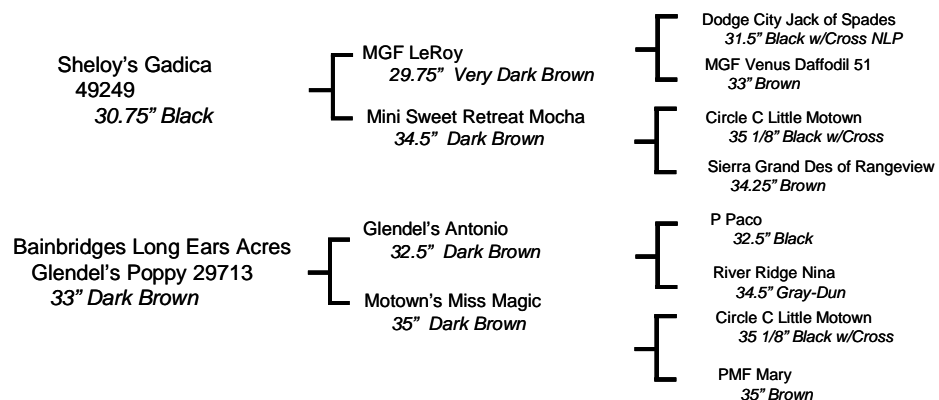 Sheloy’s Gadica
49249
30.75” Black
MGF LeRoy
29.75” Very Dark Brown
Mini Sweet Retreat Mocha
34.5” Dark Brown
Dodge City Jack of Spades
31.5” Black w/Cross NLP
MGF Venus Daffodil 51
33” Brown
Circle C Little Motown
35 1/8” Black w/Cross
Sierra Grand Des of Rangeview
34.25” Brown
Bainbridges Long Ears Acres
Glendel’s Poppy 29713
33” Dark Brown
Glendel’s Antonio
32.5” Dark Brown
Motown’s Miss Magic
35” Dark Brown
P Paco
32.5” Black
River Ridge Nina
34.5” Gray-Dun
Circle C Little Motown
35 1/8” Black w/Cross
PMF Mary
35” Brown